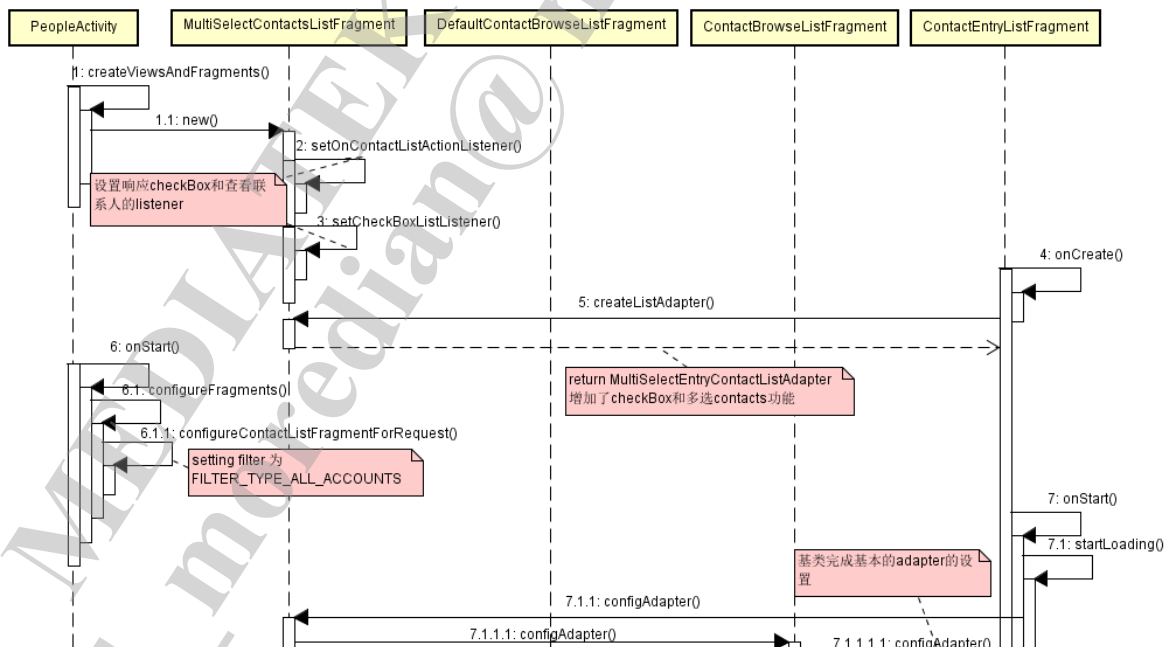 PeopleActivity
MultiSelectContactsListFragment
DefaultContactBrowseListFragment
ContactBrowseListFragment
ContactEntryListFragment
1: createViewsAndFragments()
1.1: new()
2: setOnContactListActionListener()
设置响应checkBox和查看联
系人的listener
3: setCheckBoxListListener()
4: onCreate()
5: createListAdapter()
6: onStart()
return MultiSelectEntryContactListAdapter
增加了checkBox和多选contacts功能
6.1: configureFragments()
6.1.1: configureContactListFragmentForRequest()
setting filter 为
FILTER_TYPE_ALL_ACCOUNTS
7: onStart()
7.1: startLoading()
基类完成基本的adapter的设
置
7.1.1: configAdapter()
7.1.1.1: configAdapter()
7.1.1.1.1: configAdapter()
MEDIATEK
moredian@